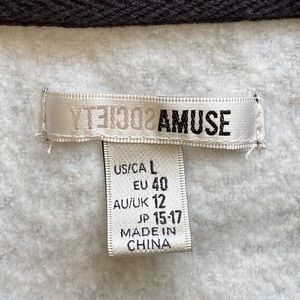 SOCIETY AMUSE
US/CA L
EU 40
AU/UK 12
JP 15-17
MADE IN
CHINA